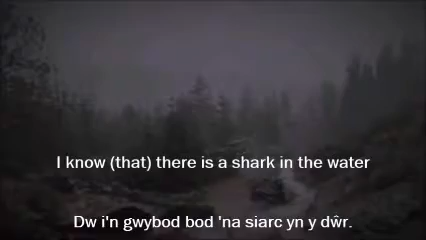 I know (that) there is a shark in the water
Dw i'n gwybod bod 'na siarc yn y dŵr.